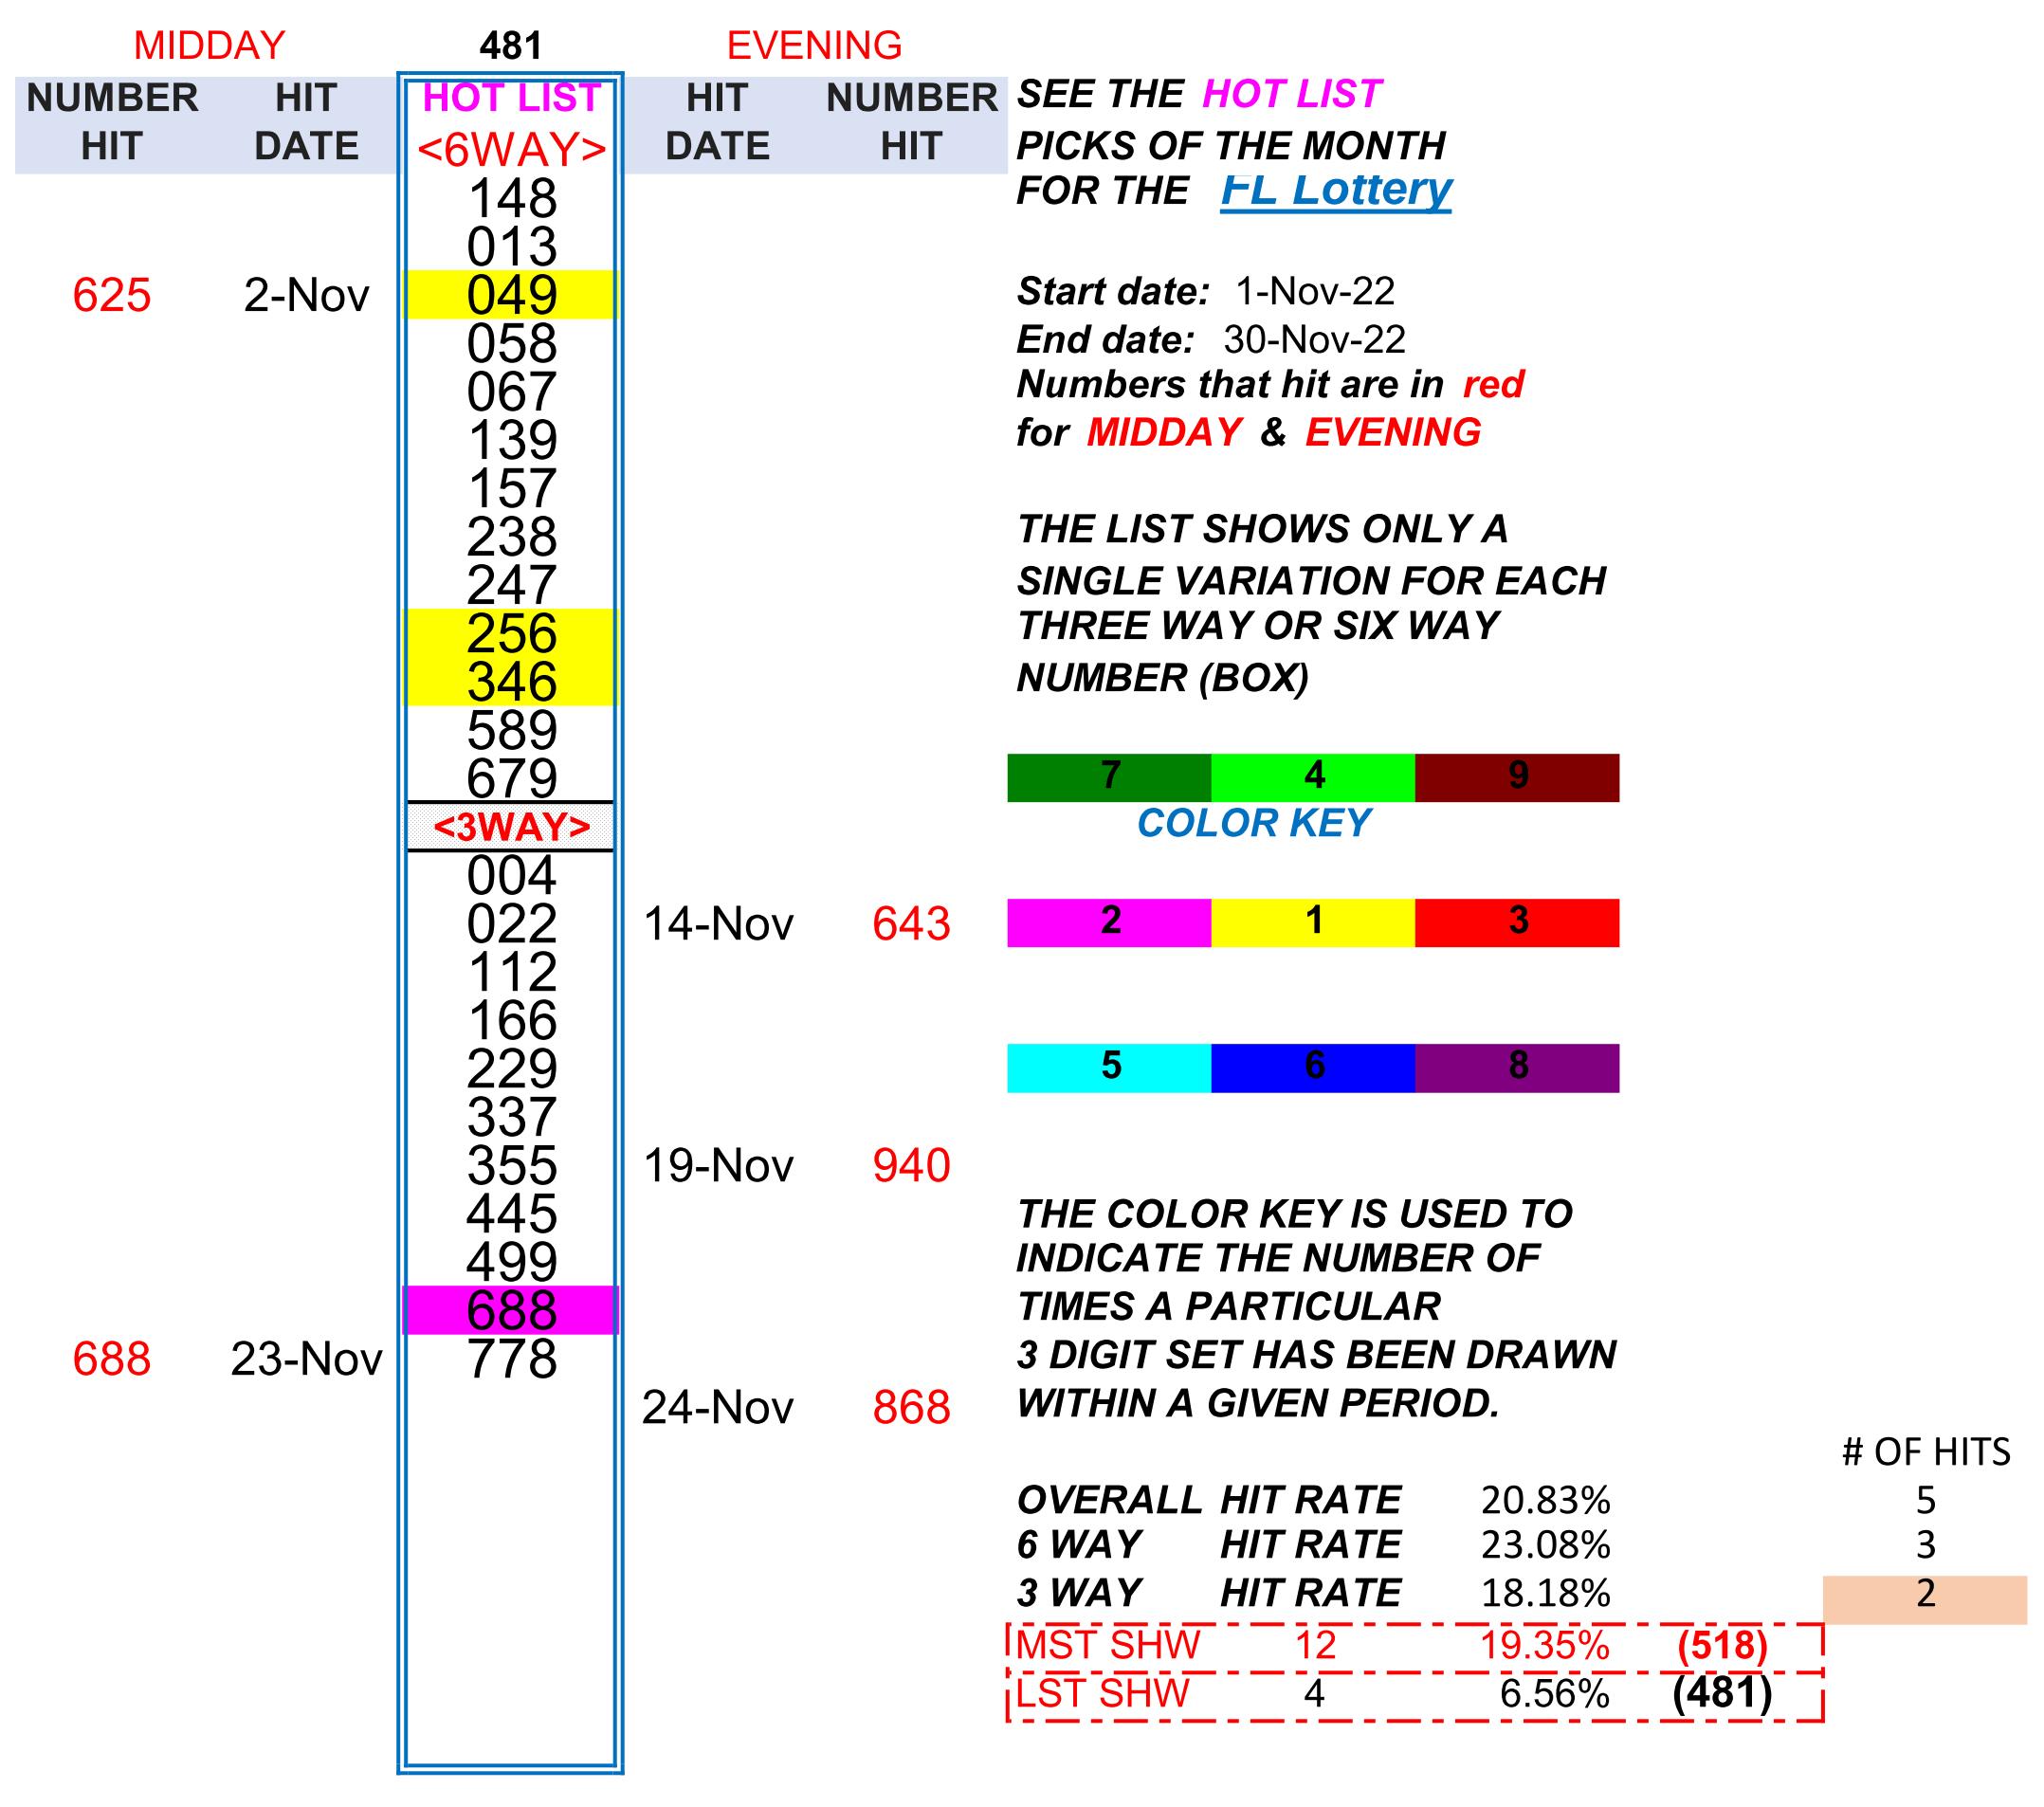 MIDDAY 481 EVENING
NUMBER HIT HOT LIST HIT NUMBER SEE THE HOT LIST
HIT DATE <6WAY> DATE HIT PICKS OF THE MONTH
148 FOR THE FL Lottery
013
625 2-Nov 049 Start date: 1-Nov-22
058 End date: 30-Nov-22
067 Numbers that hit are in red
139 for MIDDAY & EVENING
157
238 THE LIST SHOWS ONLY A
247 SINGLE VARIATION FOR EACH
256 THREE WAY OR SIX WAY
346 NUMBER (BOX)
589
679 7 4 9
<3WAY> COLOR KEY
004
022 14-Nov 643 2 1 3
112
166
229 5 6 8
337
355 19-Nov 940
445 THE COLOR KEY IS USED TO
499 INDICATE THE NUMBER OF
688 TIMES A PARTICULAR
688 23-Nov 778 3 DIGIT SET HAS BEEN DRAWN
24-Nov 868 WITHIN A GIVEN PERIOD.
# OF HITS
OVERALL HIT RATE 20.83% 5
6 WAY HIT RATE 23.08% 3
3 WAY HIT RATE 18.18% 2
MST SHW 12 19.35% (518)
LST SHW 4 6.56% (481)